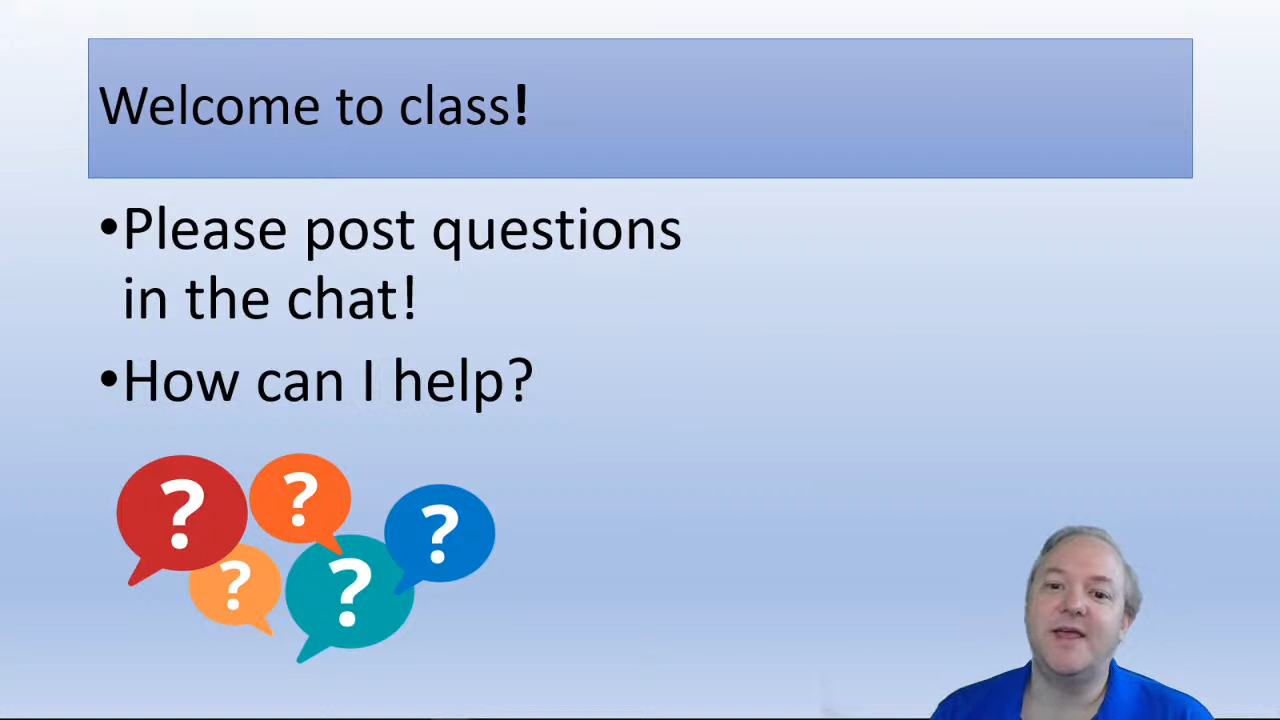 Welcome to class!
•Please post questions
in the chat!
•How can I help?
? ? ?
? ?